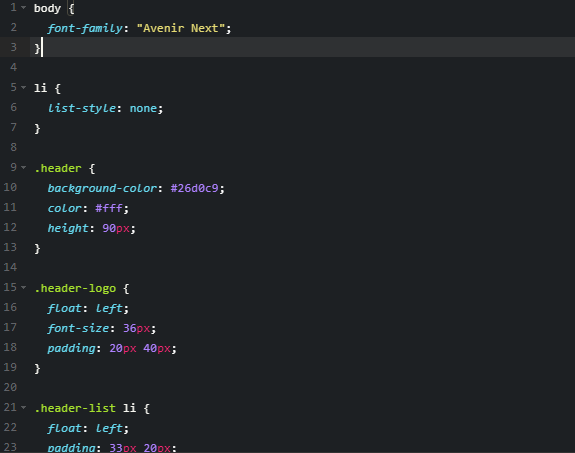 1 body {
2 font-family: "Avenir Next";
3 }
4
5 li {
6 list-style: none;
7 }
8
9 .header {
10 background-color: #26d0c9;
11 color: #fff;
12 height: 90px;
13 }
14
15 .header-logo {
16 float: left;
17 font-size: 36px;
18 padding: 20px 40px;
19 }
20
21 .header-list li {
22 float: left;
23 padding: 33px 20px;